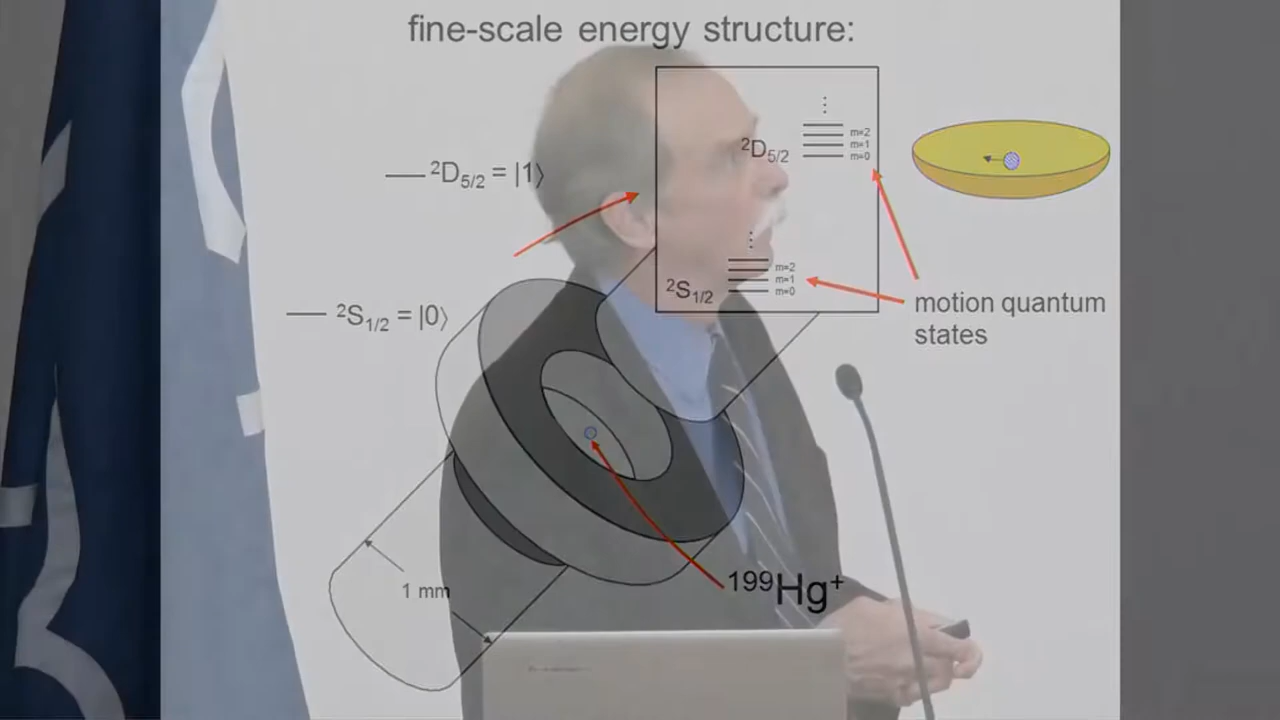 fine-scale energy structure:
²D₅/₂ = |1⟩
²S₁/₂ = |0⟩
⋮
²D₅/₂
m=2
m=1
m=0
⋮
²S₁/₂
m=2
m=1
m=0
motion quantum
states
1 mm
¹⁹⁹Hg⁺